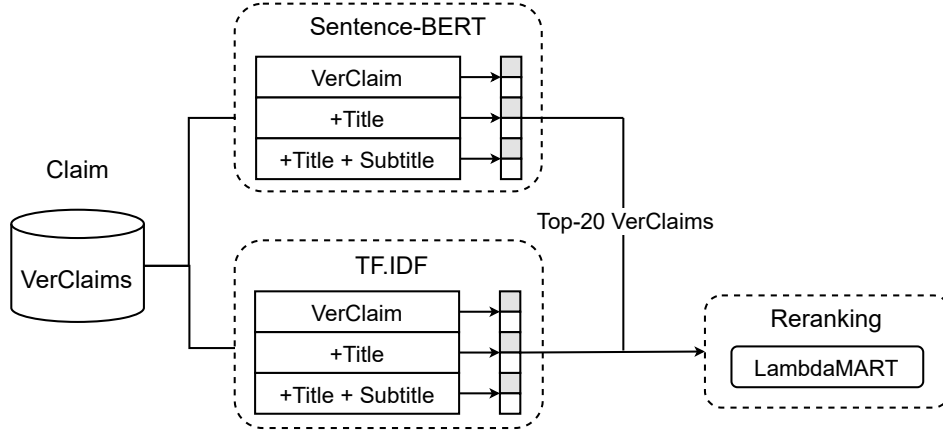 Sentence-BERT
VerClaim
+Title
+Title + Subtitle
Claim
VerClaims
Top-20 VerClaims
TF.IDF
VerClaim
+Title
+Title + Subtitle
Reranking
LambdaMART